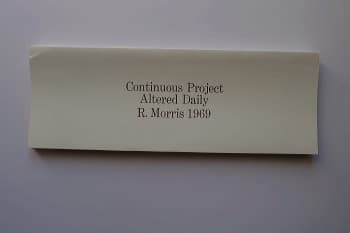 Continuous Project
Altered Daily
R. Morris 1969